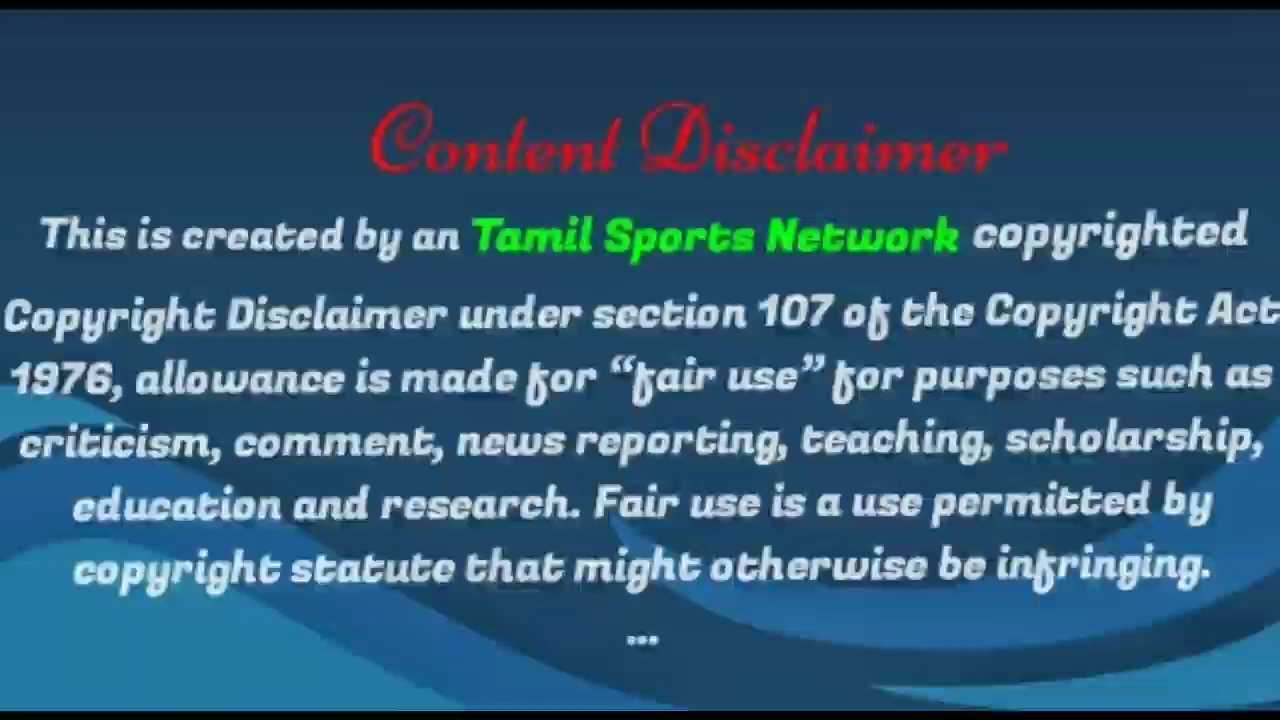 Content Disclaimer
This is created by an Tamil Sports Network copyrighted
Copyright Disclaimer under section 107 of the Copyright Act
1976, allowance is made for “fair use” for purposes such as
criticism, comment, news reporting, teaching, scholarship,
education and research. Fair use is a use permitted by
copyright statute that might otherwise be infringing.
...